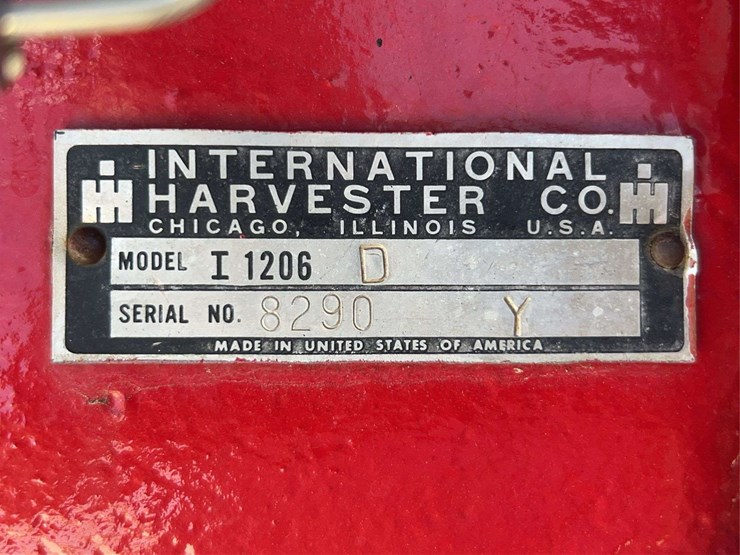 INTERNATIONAL
HARVESTER CO.
CHICAGO, ILLINOIS U.S.A.
MODEL I 1206 D
SERIAL NO. 8290 Y
MADE IN UNITED STATES OF AMERICA